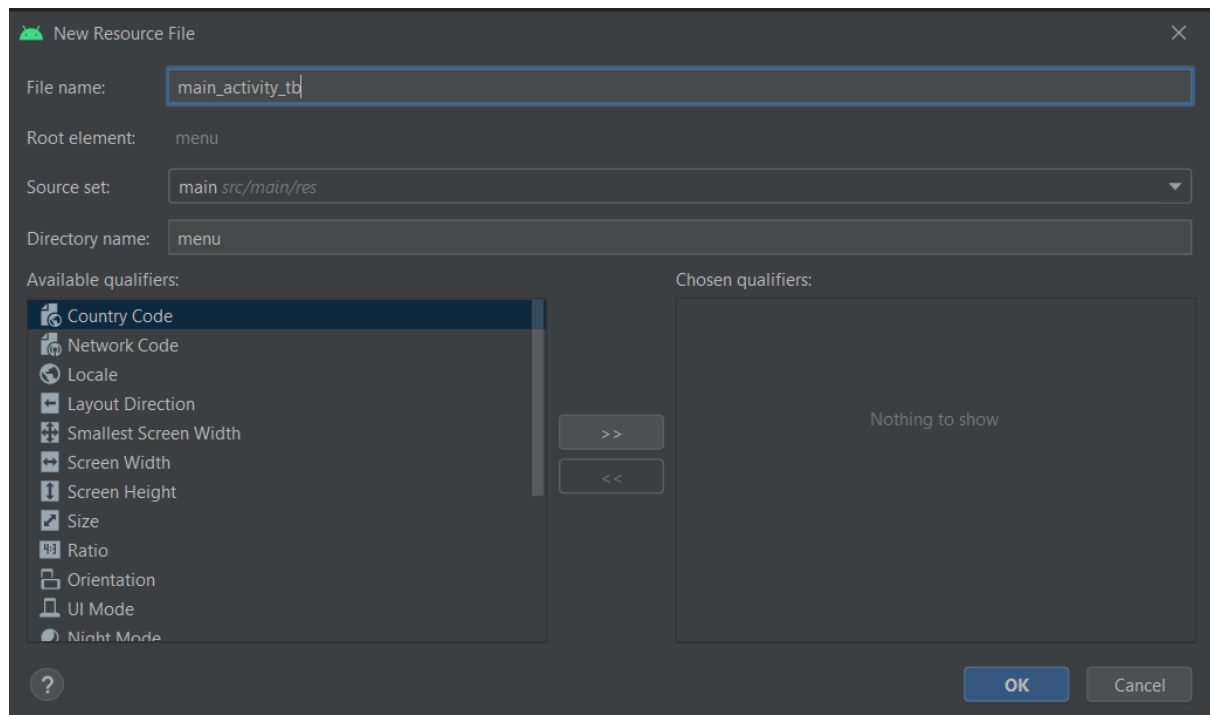 New Resource File
File name: main_activity_tb
Root element: menu
Source set: main src/main/res
Directory name: menu
Available qualifiers:
Chosen qualifiers:
Country Code
Network Code
Locale
Layout Direction
Smallest Screen Width
Screen Width
Screen Height
Size
Ratio
Orientation
UI Mode
Night Mode
>>
<<
Nothing to show
?
OK
Cancel